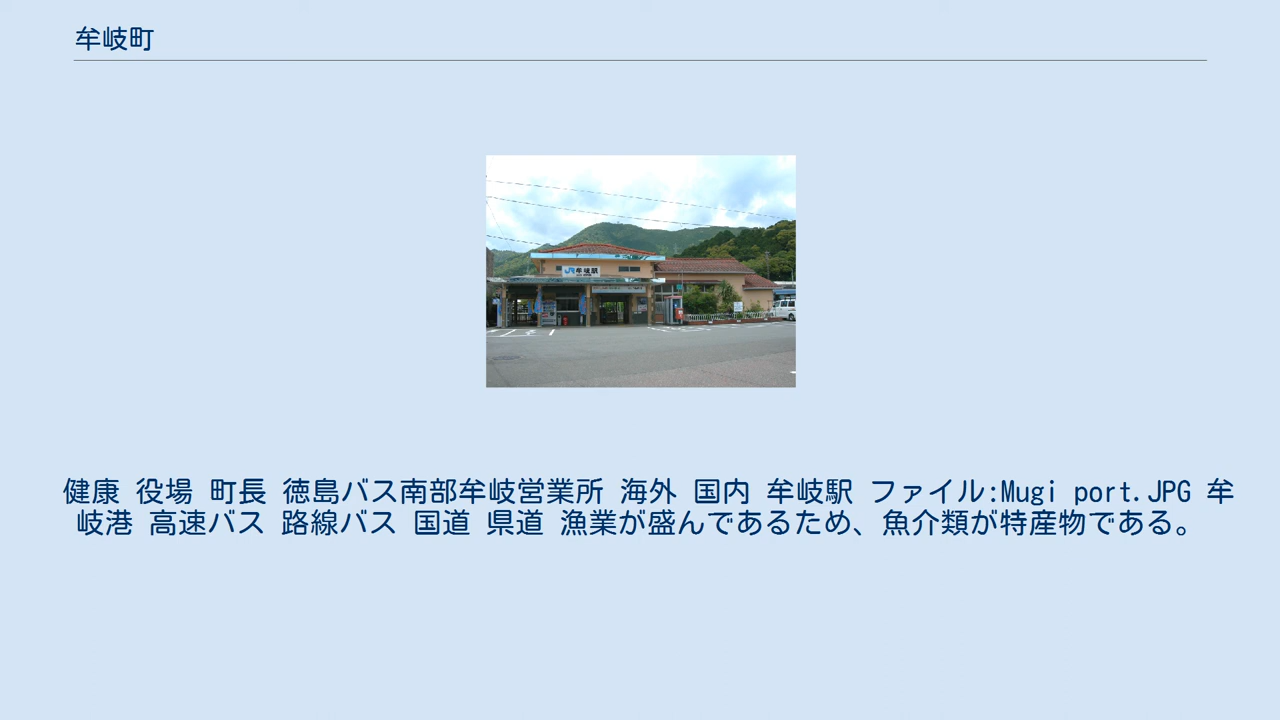 牟岐町
JR 牟岐駅
健康 役場 町長 徳島バス南部牟岐営業所 海外 国内 牟岐駅 ファイル:Mugi port.JPG 牟
岐港 高速バス 路線バス 国道 県道 漁業が盛んであるため、魚介類が特産物である。